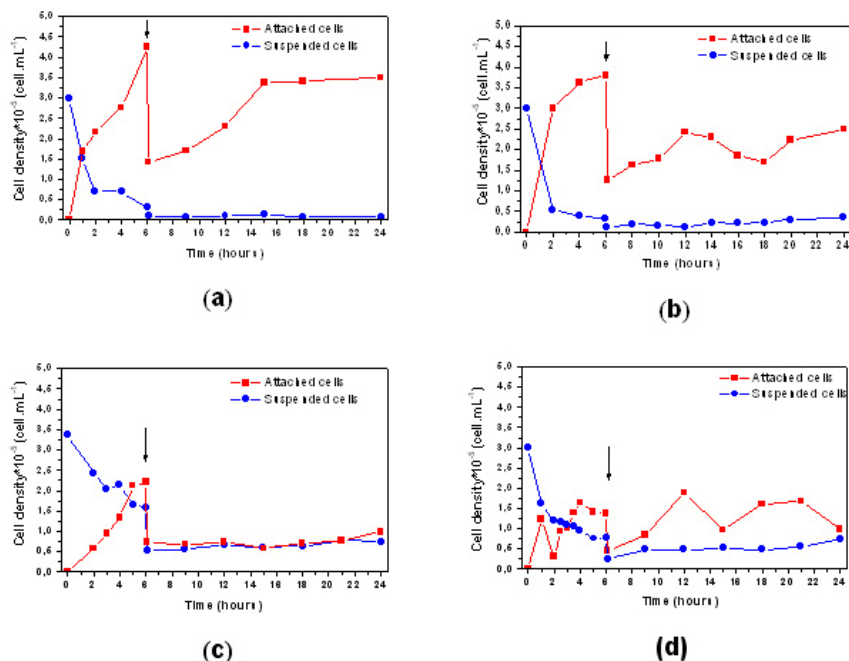 (a)
Attached cells
Suspended cells
5,0
4,5
4,0
3,5
3,0
2,5
2,0
1,5
1,0
0,5
0,0
Cell density*10⁻⁵ (cell.mL⁻¹)
0 2 4 6 8 10 12 14 16 18 20 22 24
Time (hours)
(a)
Attached cells
Suspended cells
5,0
4,5
4,0
3,5
3,0
2,5
2,0
1,5
1,0
0,5
0,0
Cell density*10⁻⁵ (cell.mL⁻¹)
0 2 4 6 8 10 12 14 16 18 20 22 24
Time (hours)
(b)
Attached cells
Suspended cells
5,0
4,5
4,0
3,5
3,0
2,5
2,0
1,5
1,0
0,5
0,0
Cell density*10⁻⁵ (cell.mL⁻¹)
0 2 4 6 8 10 12 14 16 18 20 22 24
Time (hours)
(c)
Attached cells
Suspended cells
5,0
4,5
4,0
3,5
3,0
2,5
2,0
1,5
1,0
0,5
0,0
Cell density*10⁻⁵ (cell.mL⁻¹)
0 2 4 6 8 10 12 14 16 18 20 22 24
Time (hours)
(d)